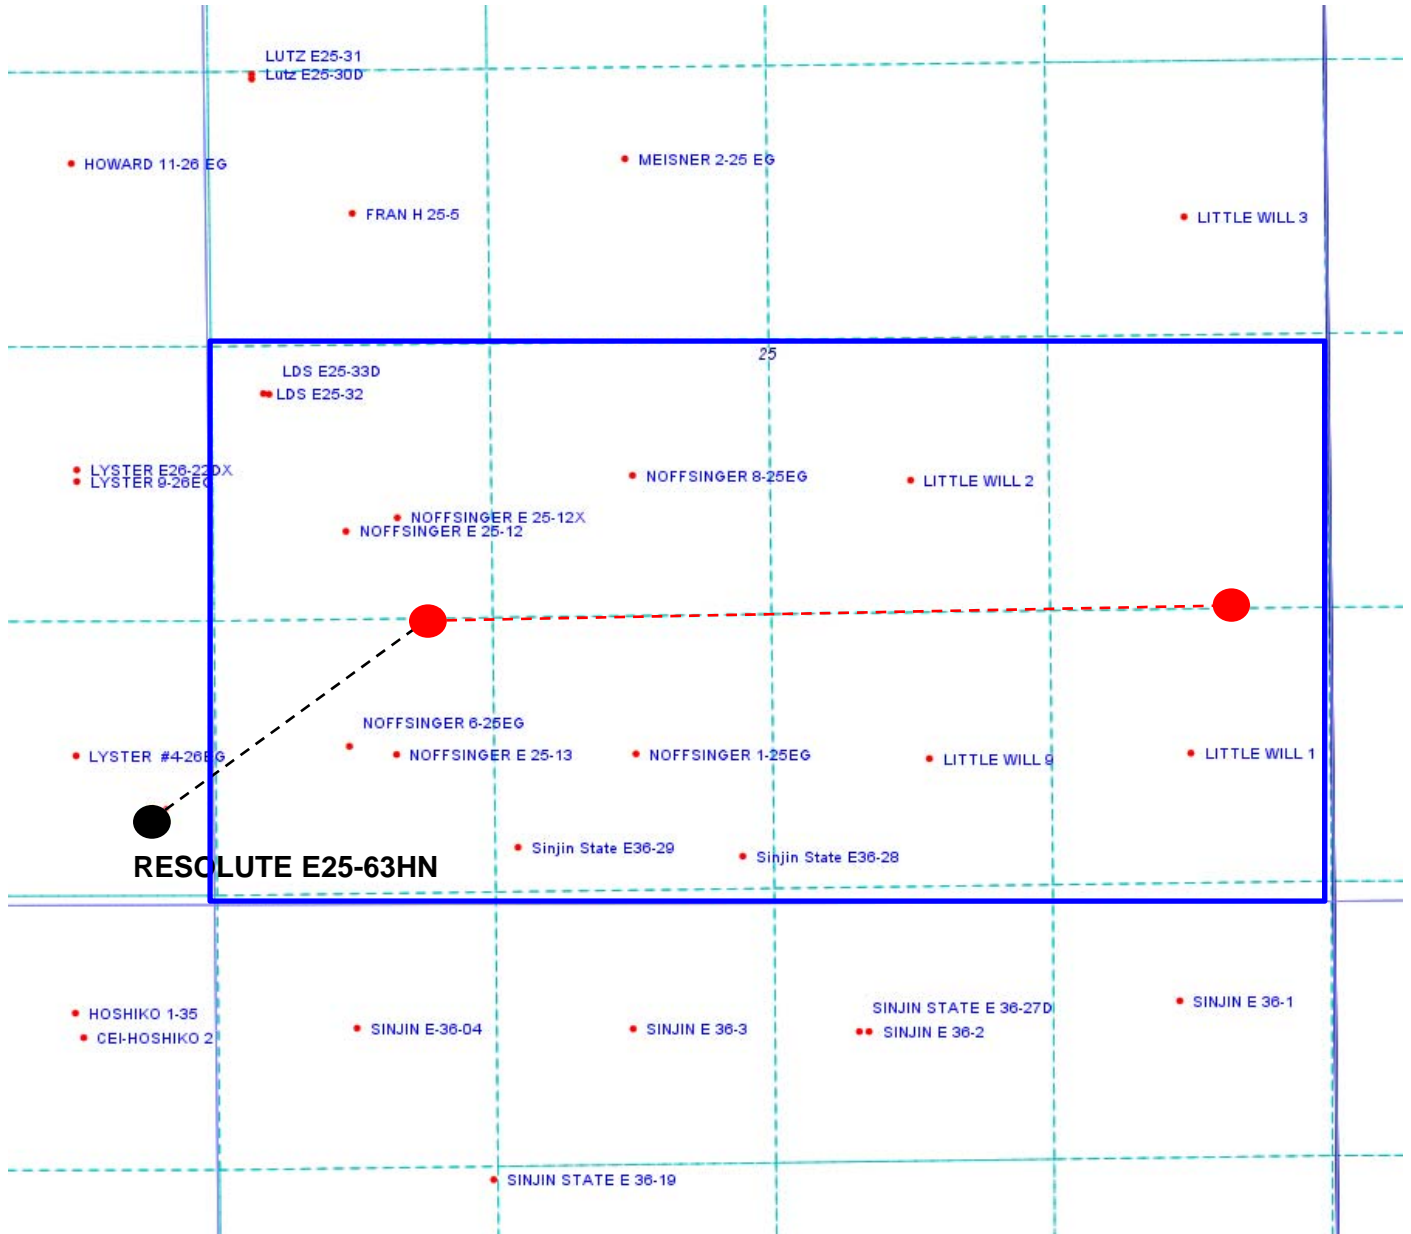 LUTZ E25-31
Lutz E25-30D
HOWARD 11-26 EG
MEISNER 2-25 EG
FRAN H 25-5
LITTLE WILL 3
25
LDS E25-33D
LDS E25-32
LYSTER E26-22DX
LYSTER 9-26EG
NOFFSINGER 8-25EG
LITTLE WILL 2
NOFFSINGER E 25-12X
NOFFSINGER E 25-12
NOFFSINGER 6-25EG
LYSTER #4-26EG
NOFFSINGER E 25-13
NOFFSINGER 1-25EG
LITTLE WILL 9
LITTLE WILL 1
RESOLUTE E25-63HN
Sinjin State E36-29
Sinjin State E36-28
HOSHIKO 1-35
CEI-HOSHIKO 2
SINJIN E-36-04
SINJIN E 36-3
SINJIN STATE E 36-27D
SINJIN E 36-2
SINJIN E 36-1
SINJIN STATE E 36-19